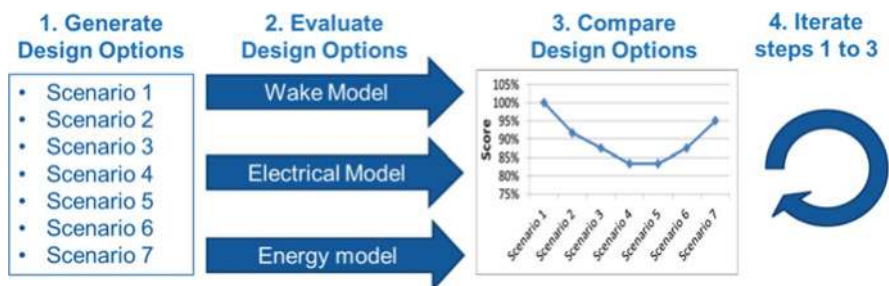 1. Generate
Design Options
• Scenario 1
• Scenario 2
• Scenario 3
• Scenario 4
• Scenario 5
• Scenario 6
• Scenario 7
2. Evaluate
Design Options
Wake Model
Electrical Model
Energy model
3. Compare
Design Options
Score
105%
100%
95%
90%
85%
80%
75%
Scenario 1
Scenario 2
Scenario 3
Scenario 4
Scenario 5
Scenario 6
Scenario 7
4. Iterate
steps 1 to 3